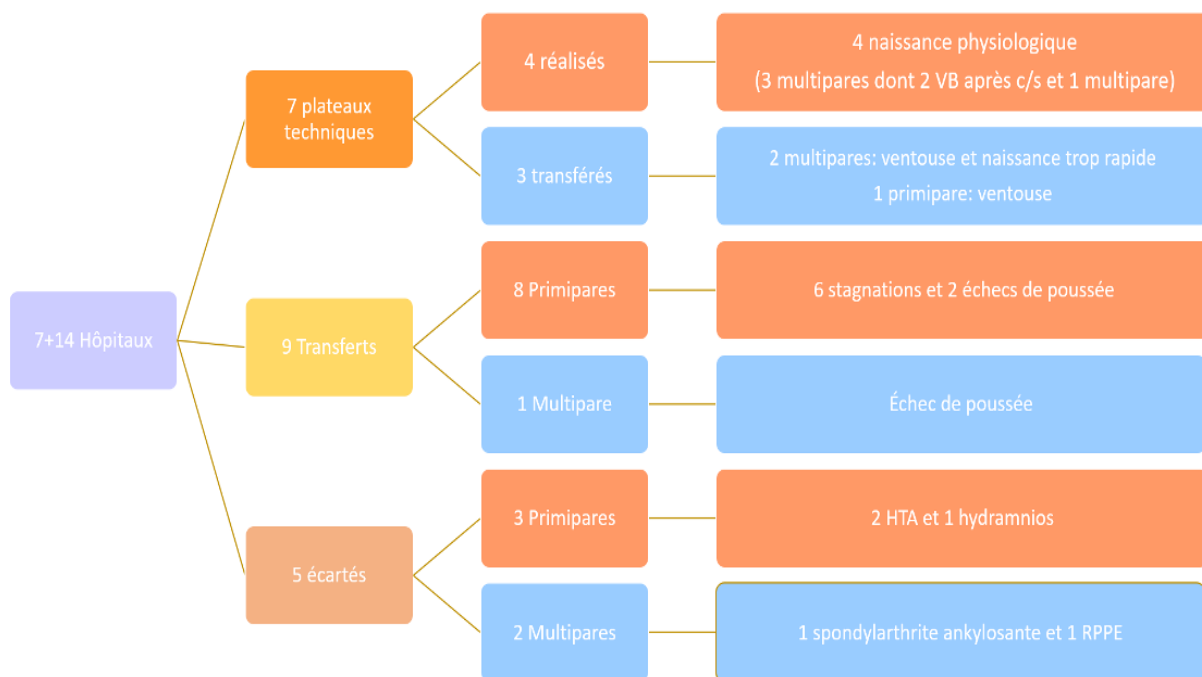 7+14 Hôpitaux
7 plateaux
techniques
4 réalisés
4 naissance physiologique
(3 multipares dont 2 VB après c/s et 1 multipare)
3 transférés
2 multipares: ventouse et naissance trop rapide
1 primipare: ventouse
9 Transferts
8 Primipares
6 stagnations et 2 échecs de poussée
1 Multipare
Échec de poussée
5 écartés
3 Primipares
2 HTA et 1 hydramnios
2 Multipares
1 spondylarthrite ankylosante et 1 RPPE